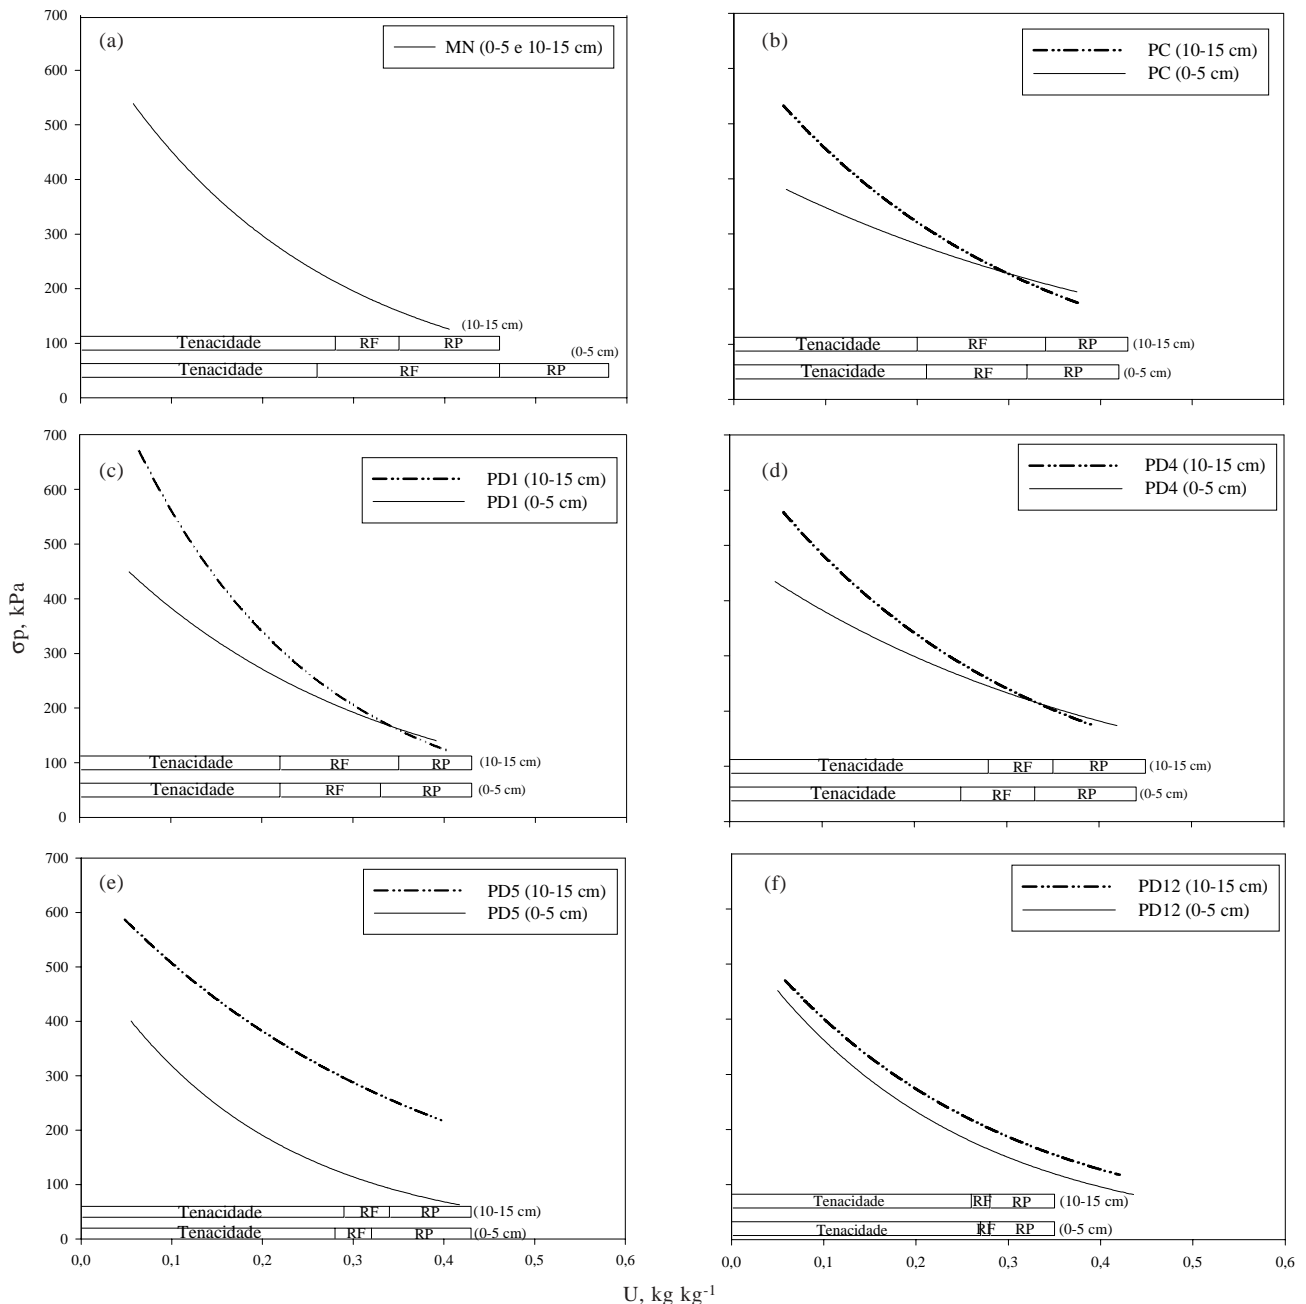 700
600
500
400
300
200
100
0
(a)
MN (0-5 e 10-15 cm)
(10-15 cm)
Tenacidade RF RP
(0-5 cm)
Tenacidade RF RP
(b)
PC (10-15 cm)
PC (0-5 cm)
Tenacidade RF RP (10-15 cm)
Tenacidade RF RP (0-5 cm)
σp, kPa
700
600
500
400
300
200
100
0
(c)
PD1 (10-15 cm)
PD1 (0-5 cm)
Tenacidade RF RP (10-15 cm)
Tenacidade RF RP (0-5 cm)
(d)
PD4 (10-15 cm)
PD4 (0-5 cm)
Tenacidade RF RP (10-15 cm)
Tenacidade RF RP (0-5 cm)
700
600
500
400
300
200
100
0
(e)
PD5 (10-15 cm)
PD5 (0-5 cm)
Tenacidade RF RP (10-15 cm)
Tenacidade RF RP (0-5 cm)
0,0 0,1 0,2 0,3 0,4 0,5 0,6
(f)
PD12 (10-15 cm)
PD12 (0-5 cm)
Tenacidade RF RP (10-15 cm)
Tenacidade RF RP (0-5 cm)
0,0 0,1 0,2 0,3 0,4 0,5 0,6
U, kg kg⁻¹